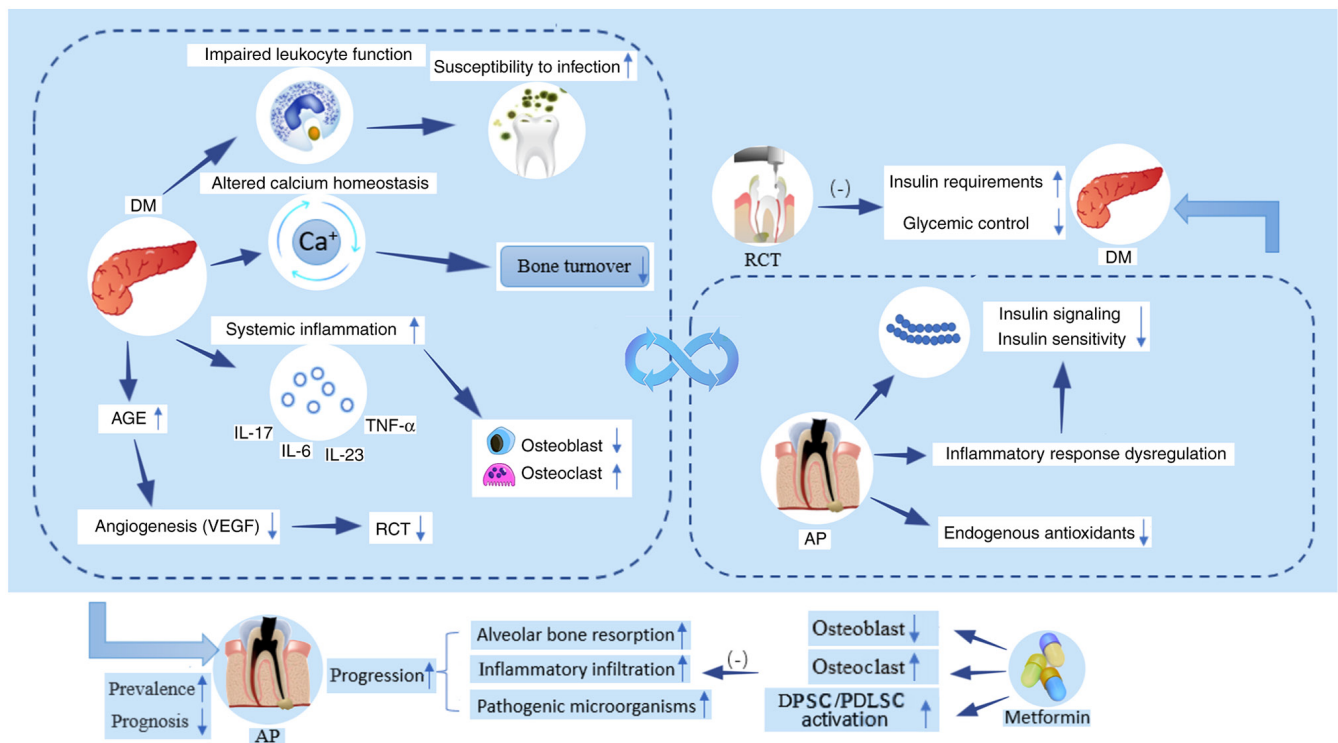 Impaired leukocyte function
Susceptibility to infection ↑
Altered calcium homeostasis
DM
Ca⁺
Bone turnover ↓
Systemic inflammation ↑
AGE ↑
IL-17
IL-6
IL-23
TNF-α
Osteoblast ↓
Osteoclast ↑
Angiogenesis (VEGF) ↓
RCT ↓
RCT
(-)
Insulin requirements ↑
Glycemic control ↓
DM
Insulin signaling
Insulin sensitivity ↓
Inflammatory response dysregulation
Endogenous antioxidants ↓
AP
Prevalence ↑
Prognosis ↓
AP
Progression ↑
Alveolar bone resorption ↑
Inflammatory infiltration ↑
Pathogenic microorganisms ↑
(-)
Osteoblast ↓
Osteoclast ↑
DPSC/PDLSC
activation ↑
Metformin